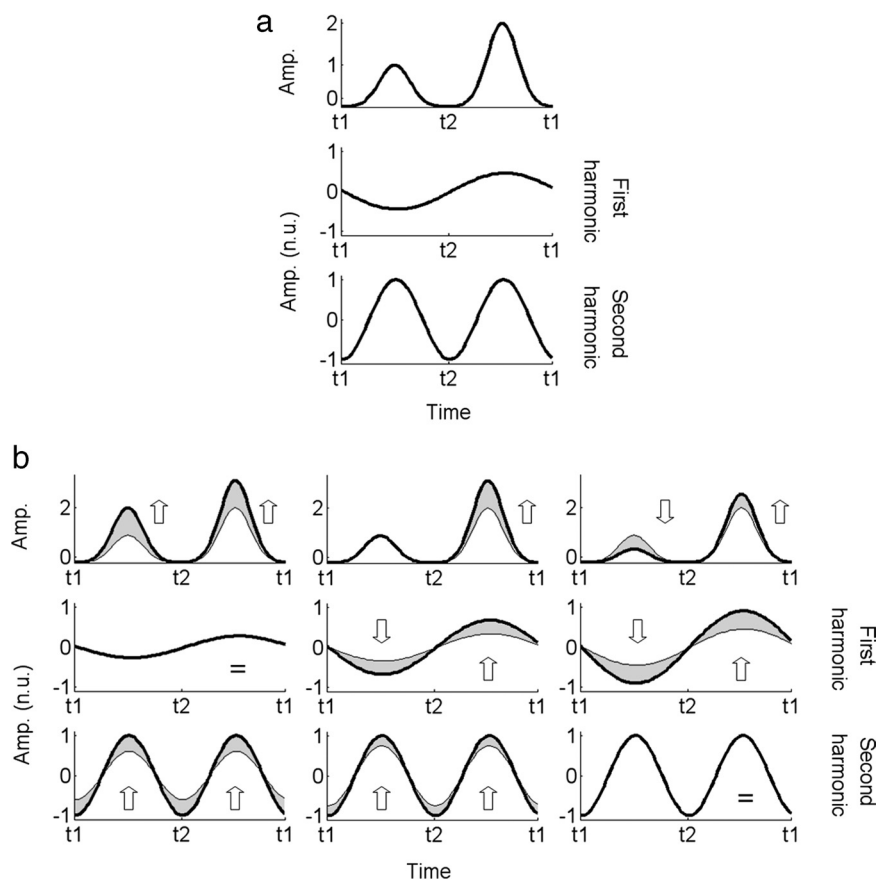 a
2
1
0
Amp.
t1 t2 t1
1
0
-1
t1 t2 t1
First
harmonic
Amp. (n.u.)
1
0
-1
t1 t2 t1
Second
harmonic
Time
b
Amp.
2
0
t1 t2 t1
2
0
t1 t2 t1
2
0
t1 t2 t1
Amp. (n.u.)
1
0
-1
=
t1 t2 t1
1
0
-1
t1 t2 t1
1
0
-1
t1 t2 t1
First
harmonic
1
0
-1
t1 t2 t1
1
0
-1
t1 t2 t1
1
0
-1
=
t1 t2 t1
Second
harmonic
Time